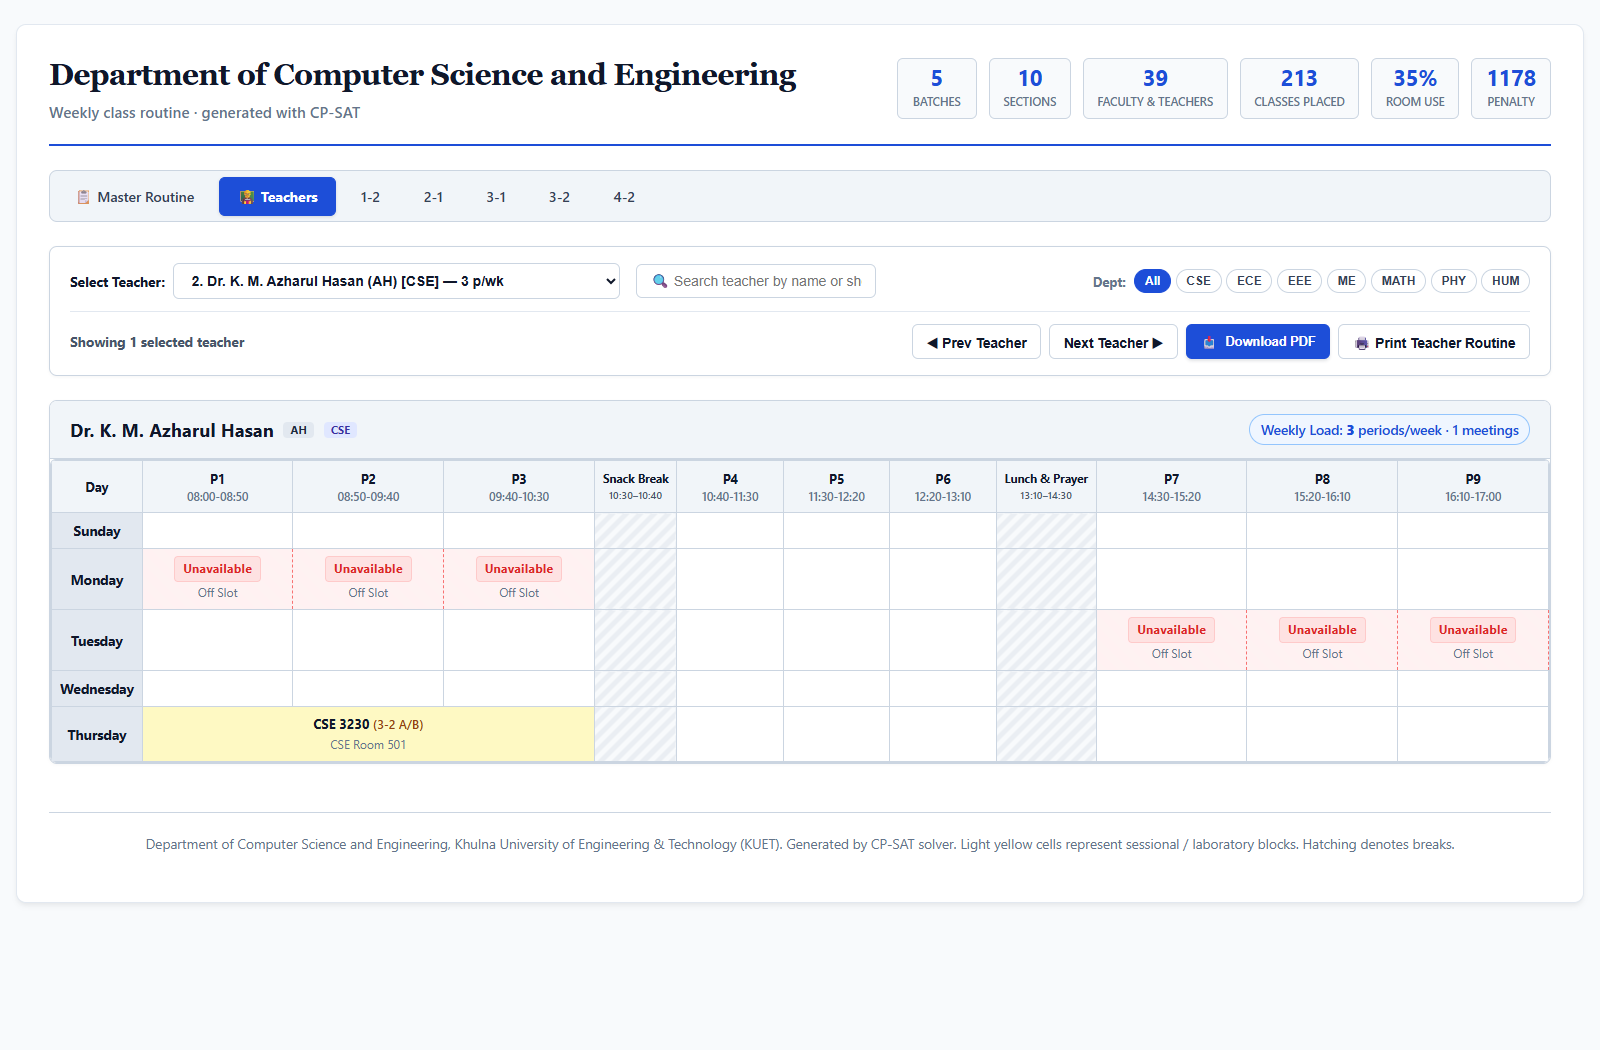 Department of Computer Science and Engineering
Weekly class routine · generated with CP-SAT
5
BATCHES
10
SECTIONS
39
FACULTY & TEACHERS
213
CLASSES PLACED
35%
ROOM USE
1178
PENALTY
Master Routine
Teachers
1-2
2-1
3-1
3-2
4-2
Select Teacher:
2. Dr. K. M. Azharul Hasan (AH) [CSE] — 3 p/wk
Search teacher by name or sh
Dept:
All
CSE
ECE
EEE
ME
MATH
PHY
HUM
Showing 1 selected teacher
◀ Prev Teacher
Next Teacher ▶
Download PDF
Print Teacher Routine
Dr. K. M. Azharul Hasan
AH
CSE
Weekly Load: 3 periods/week · 1 meetings
Day
P1
08:00-08:50
P2
08:50-09:40
P3
09:40-10:30
Snack Break
10:30–10:40
P4
10:40-11:30
P5
11:30-12:20
P6
12:20-13:10
Lunch & Prayer
13:10–14:30
P7
14:30-15:20
P8
15:20-16:10
P9
16:10-17:00
Sunday
Monday
Unavailable
Off Slot
Unavailable
Off Slot
Unavailable
Off Slot
Tuesday
Unavailable
Off Slot
Unavailable
Off Slot
Unavailable
Off Slot
Wednesday
Thursday
CSE 3230 (3-2 A/B)
CSE Room 501
Department of Computer Science and Engineering, Khulna University of Engineering & Technology (KUET). Generated by CP-SAT solver. Light yellow cells represent sessional / laboratory blocks. Hatching denotes breaks.